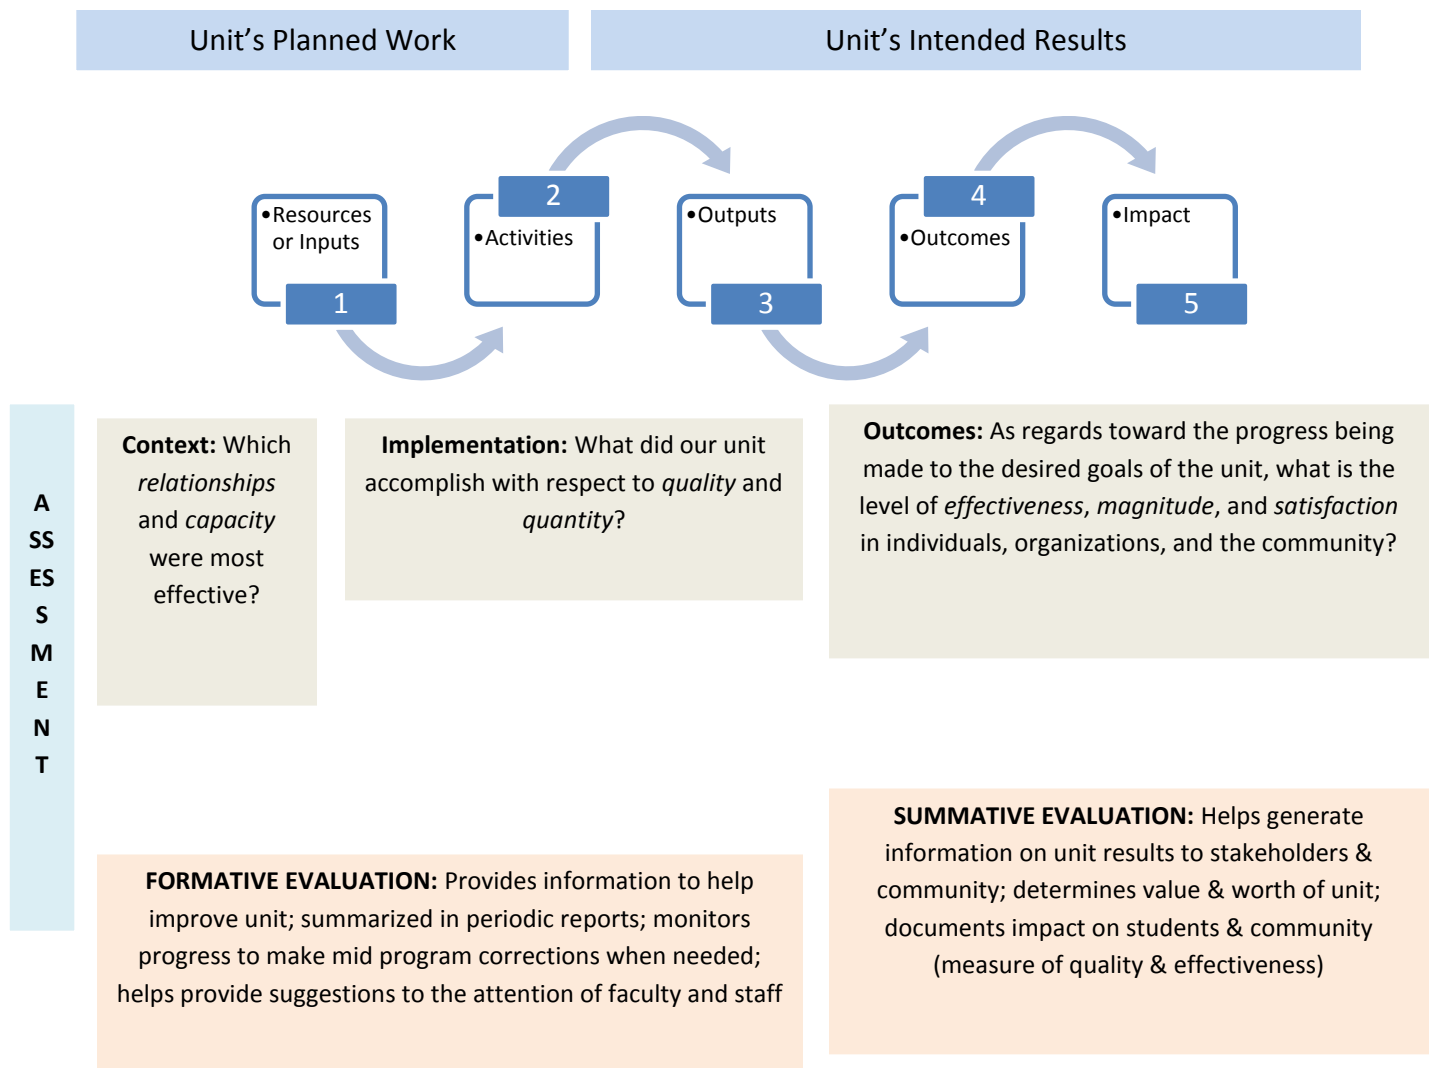 Unit’s Planned Work
Unit’s Intended Results
•Resources
or Inputs
1
2
•Activities
•Outputs
3
4
•Outcomes
•Impact
5
A
SS
ES
S
M
E
N
T
Context: Which
relationships
and capacity
were most
effective?
Implementation: What did our unit
accomplish with respect to quality and
quantity?
Outcomes: As regards toward the progress being
made to the desired goals of the unit, what is the
level of effectiveness, magnitude, and satisfaction
in individuals, organizations, and the community?
FORMATIVE EVALUATION: Provides information to help
improve unit; summarized in periodic reports; monitors
progress to make mid program corrections when needed;
helps provide suggestions to the attention of faculty and staff
SUMMATIVE EVALUATION: Helps generate
information on unit results to stakeholders &
community; determines value & worth of unit;
documents impact on students & community
(measure of quality & effectiveness)